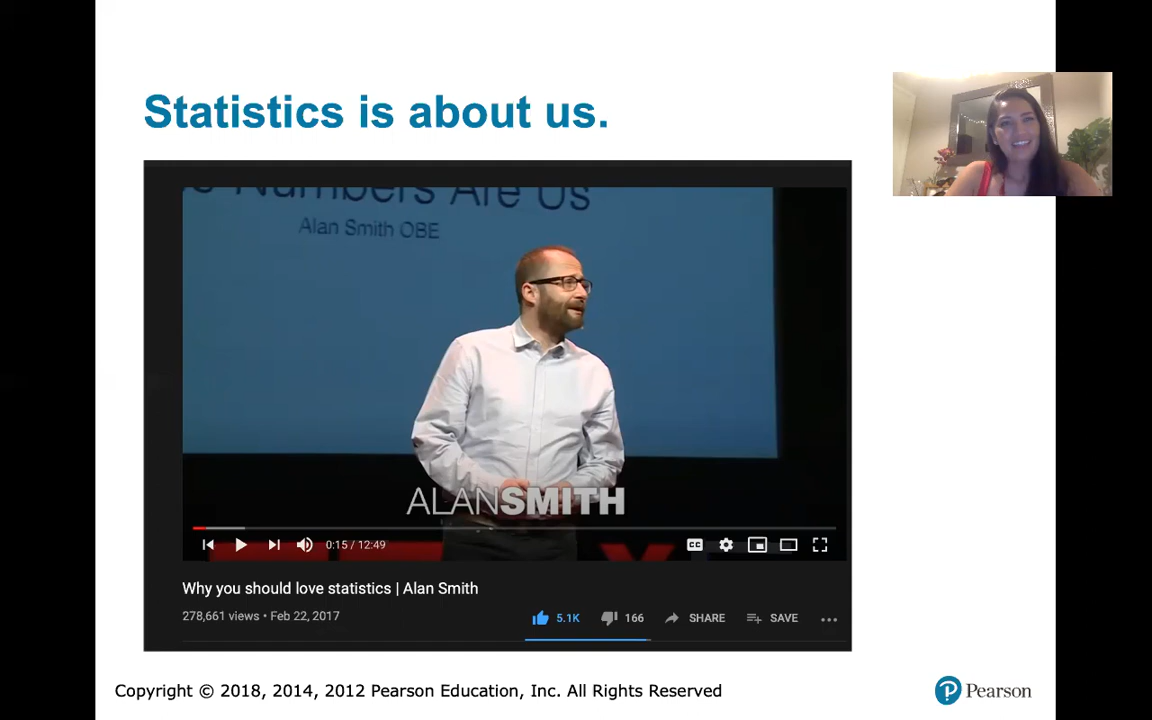 Statistics is about us.
Numbers Are Us
Alan Smith OBE
ALANSMITH
0:15 / 12:49
CC
Why you should love statistics | Alan Smith
278,661 views • Feb 22, 2017
5.1K 166 SHARE SAVE
Copyright © 2018, 2014, 2012 Pearson Education, Inc. All Rights Reserved
P Pearson